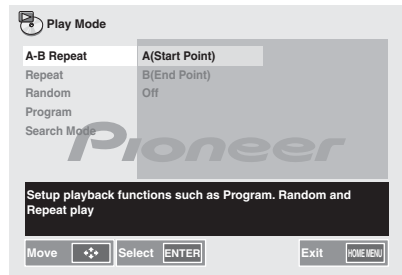 Play Mode
A-B Repeat A(Start Point)
Repeat B(End Point)
Random Off
Program
Search Mode
Pioneer
Setup playback functions such as Program. Random and
Repeat play
Move Select ENTER Exit HOME MENU